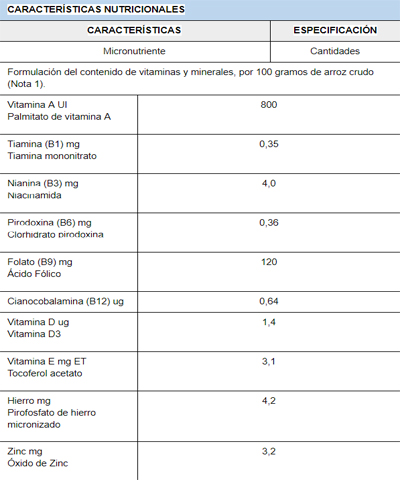 CARACTERÍSTICAS NUTRICIONALES
CARACTERÍSTICAS ESPECIFICACIÓN
Micronutriente Cantidades
Formulación del contenido de vitaminas y minerales, por 100 gramos de arroz crudo
(Nota 1).
Vitamina A UI 800
Palmitato de vitamina A
Tiamina (B1) mg 0,35
Tiamina mononitrato
Nianina (B3) mg 4,0
Niacinamida
Pirodoxina (B6) mg 0,36
Clorhidrato pirodoxina
Folato (B9) mg 120
Ácido Fólico
Cianocobalamina (B12) ug 0,64
Vitamina D ug 1,4
Vitamina D3
Vitamina E mg ET 3,1
Tocoferol acetato
Hierro mg 4,2
Pirofosfato de hierro
micronizado
Zinc mg 3,2
Óxido de Zinc